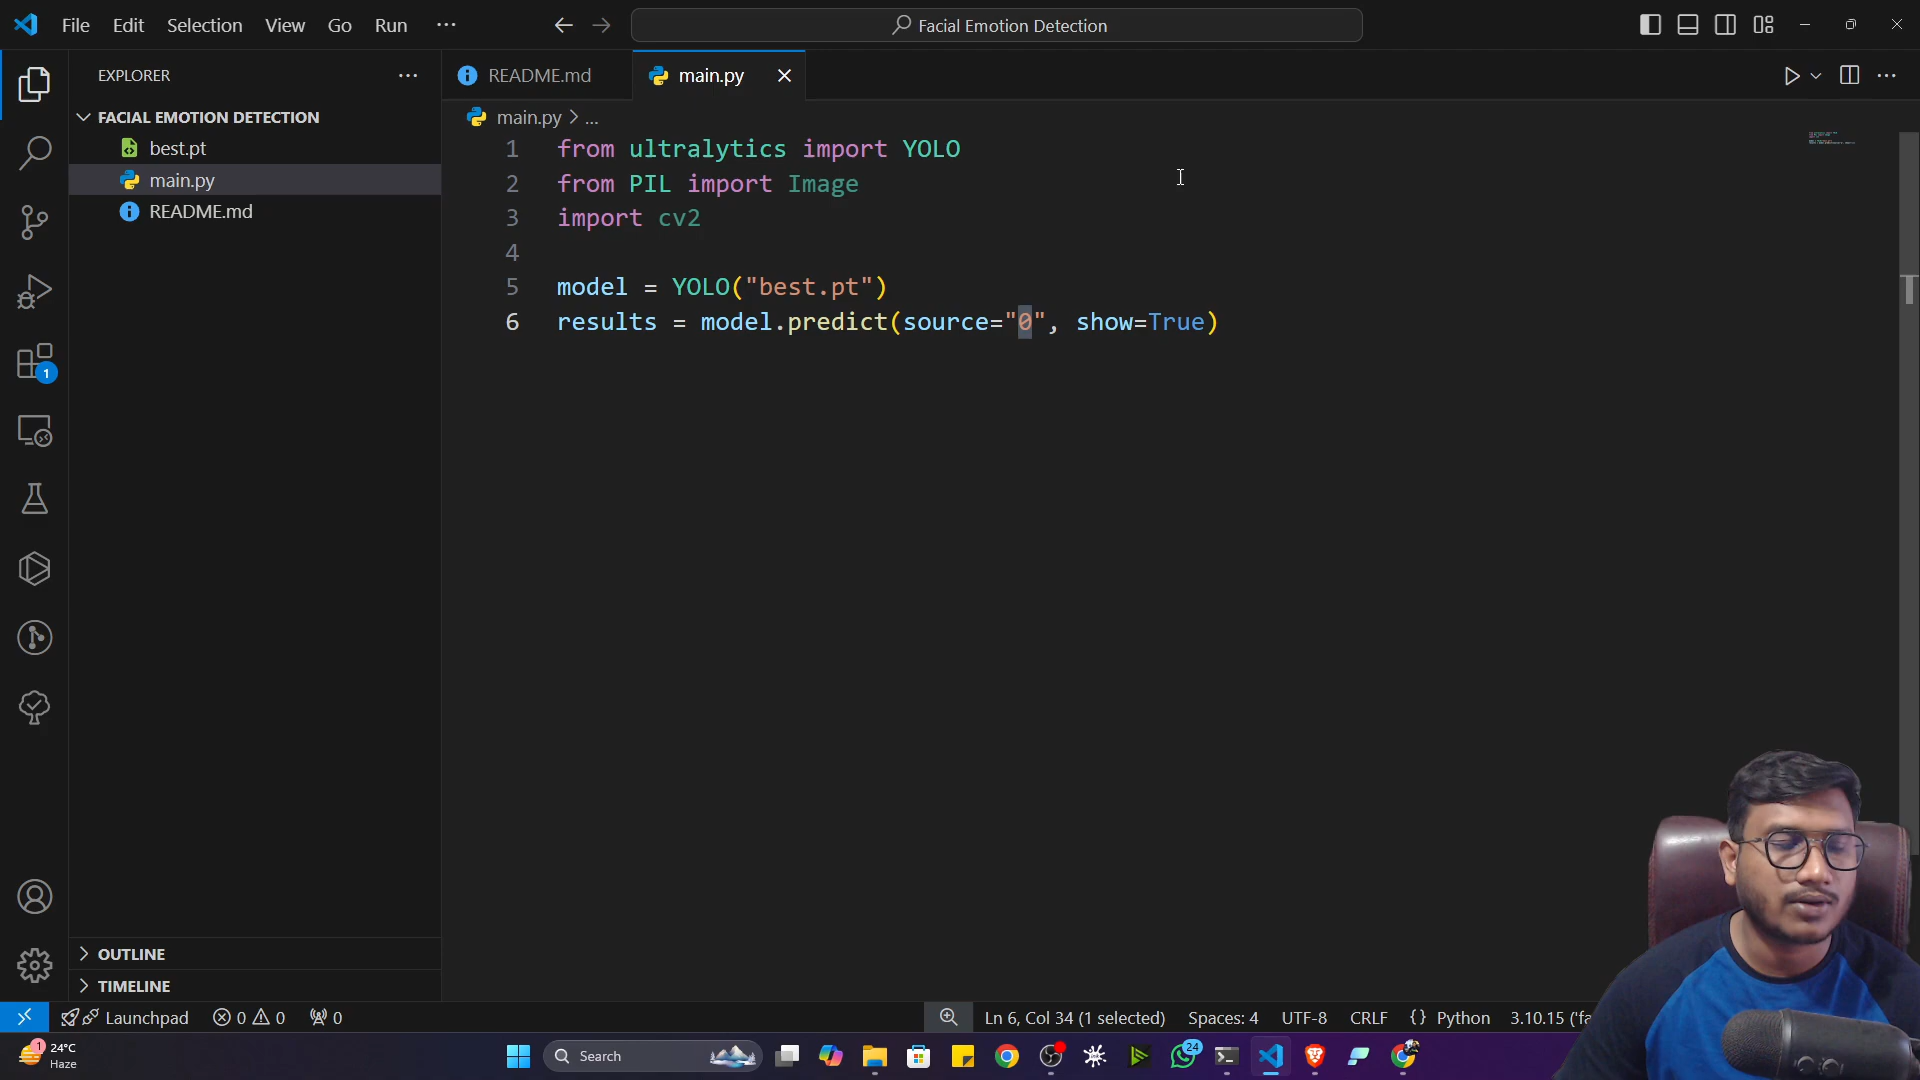 File Edit Selection View Go Run ...
Facial Emotion Detection
EXPLORER
FACIAL EMOTION DETECTION
best.pt
main.py
README.md
OUTLINE
TIMELINE
README.md
main.py
main.py > ...
1 from ultralytics import YOLO
2 from PIL import Image
3 import cv2
4
5 model = YOLO("best.pt")
6 results = model.predict(source="0", show=True)
1
Launchpad 0 0 0
Ln 6, Col 34 (1 selected) Spaces: 4 UTF-8 CRLF {} Python 3.10.15 ('fa
1
24°C
Haze
Search
24